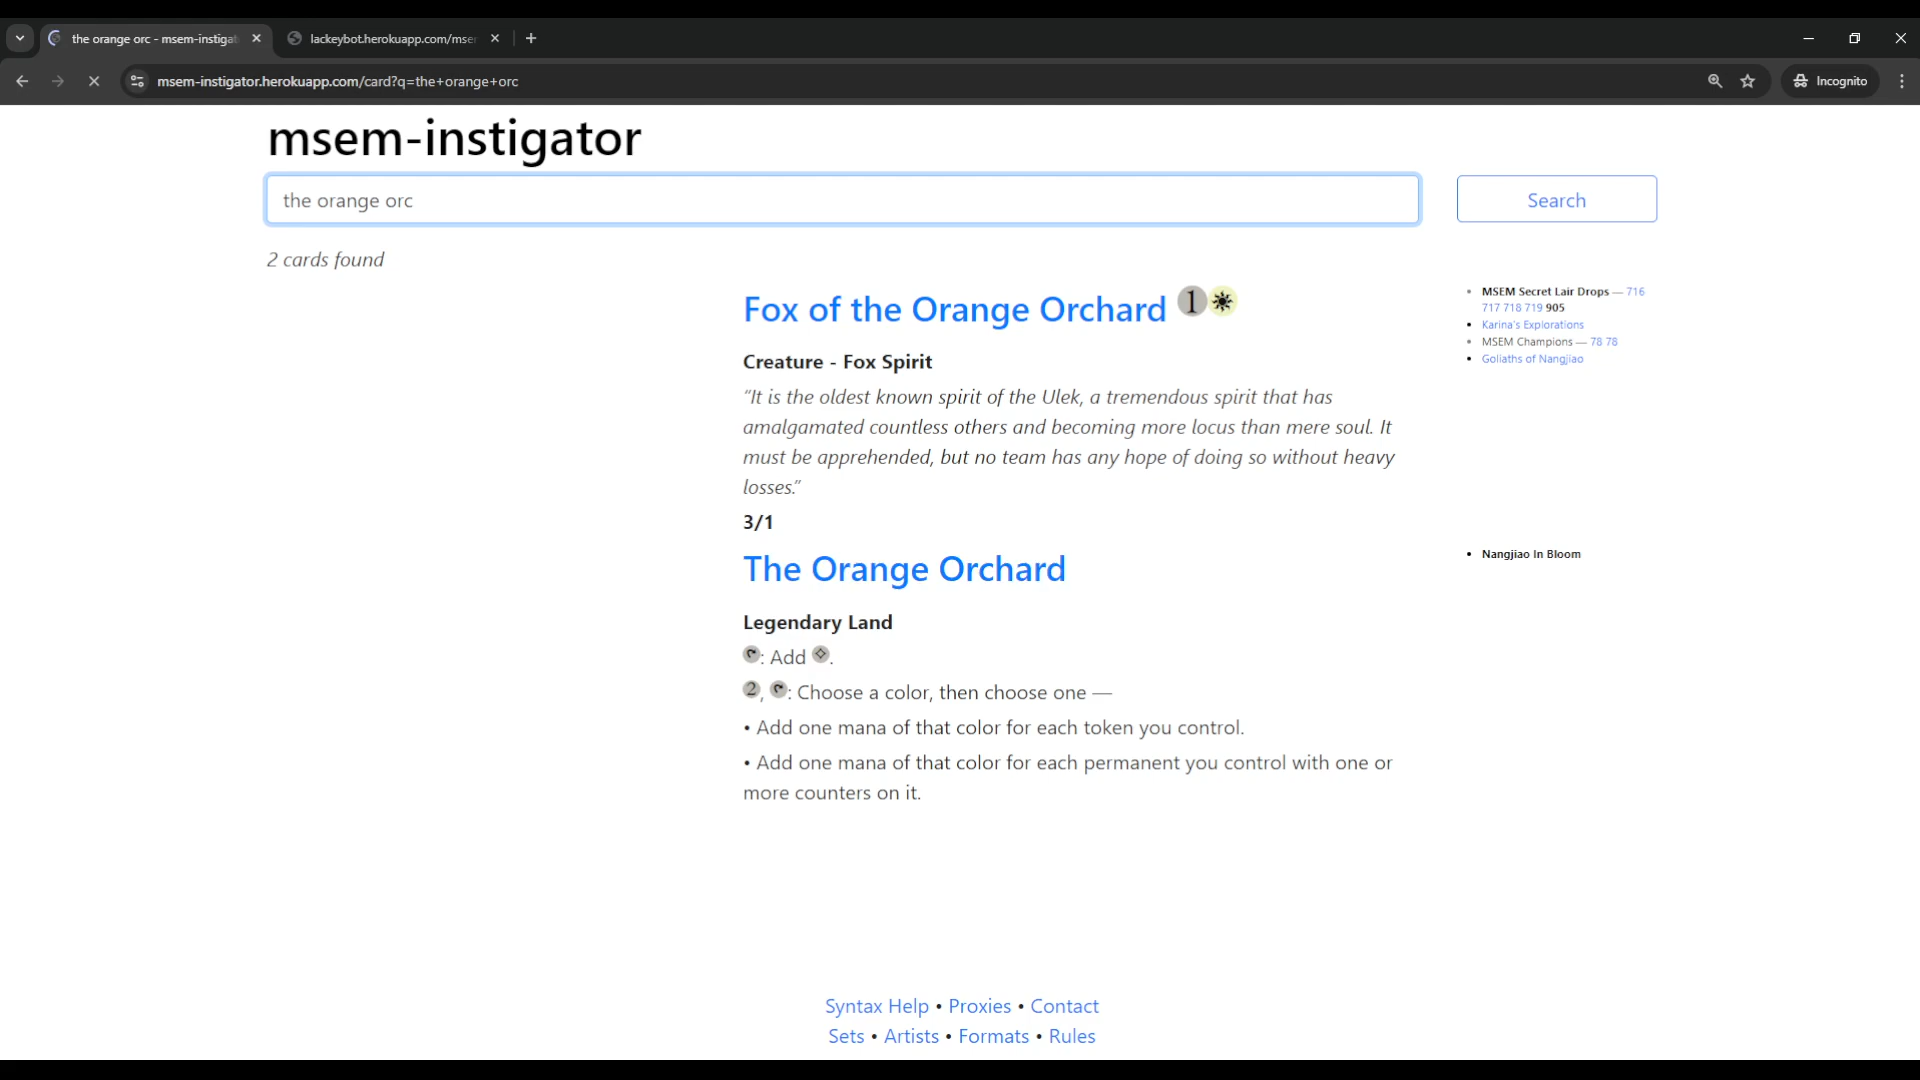 the orange orc - msem-instigat
lackeybot.herokuapp.com/mse
msem-instigator.herokuapp.com/card?q=the+orange+orc
Incognito
msem-instigator
the orange orc
Search
2 cards found
Fox of the Orange Orchard 1
Creature - Fox Spirit
“It is the oldest known spirit of the Ulek, a tremendous spirit that has
amalgamated countless others and becoming more locus than mere soul. It
must be apprehended, but no team has any hope of doing so without heavy
losses.”
3/1
• MSEM Secret Lair Drops — 716
717 718 719 905
• Karina's Explorations
• MSEM Champions — 78 78
• Goliaths of Nangjiao
The Orange Orchard
Legendary Land
: Add .
2, : Choose a color, then choose one —
• Add one mana of that color for each token you control.
• Add one mana of that color for each permanent you control with one or
more counters on it.
• Nangjiao In Bloom
Syntax Help • Proxies • Contact
Sets • Artists • Formats • Rules